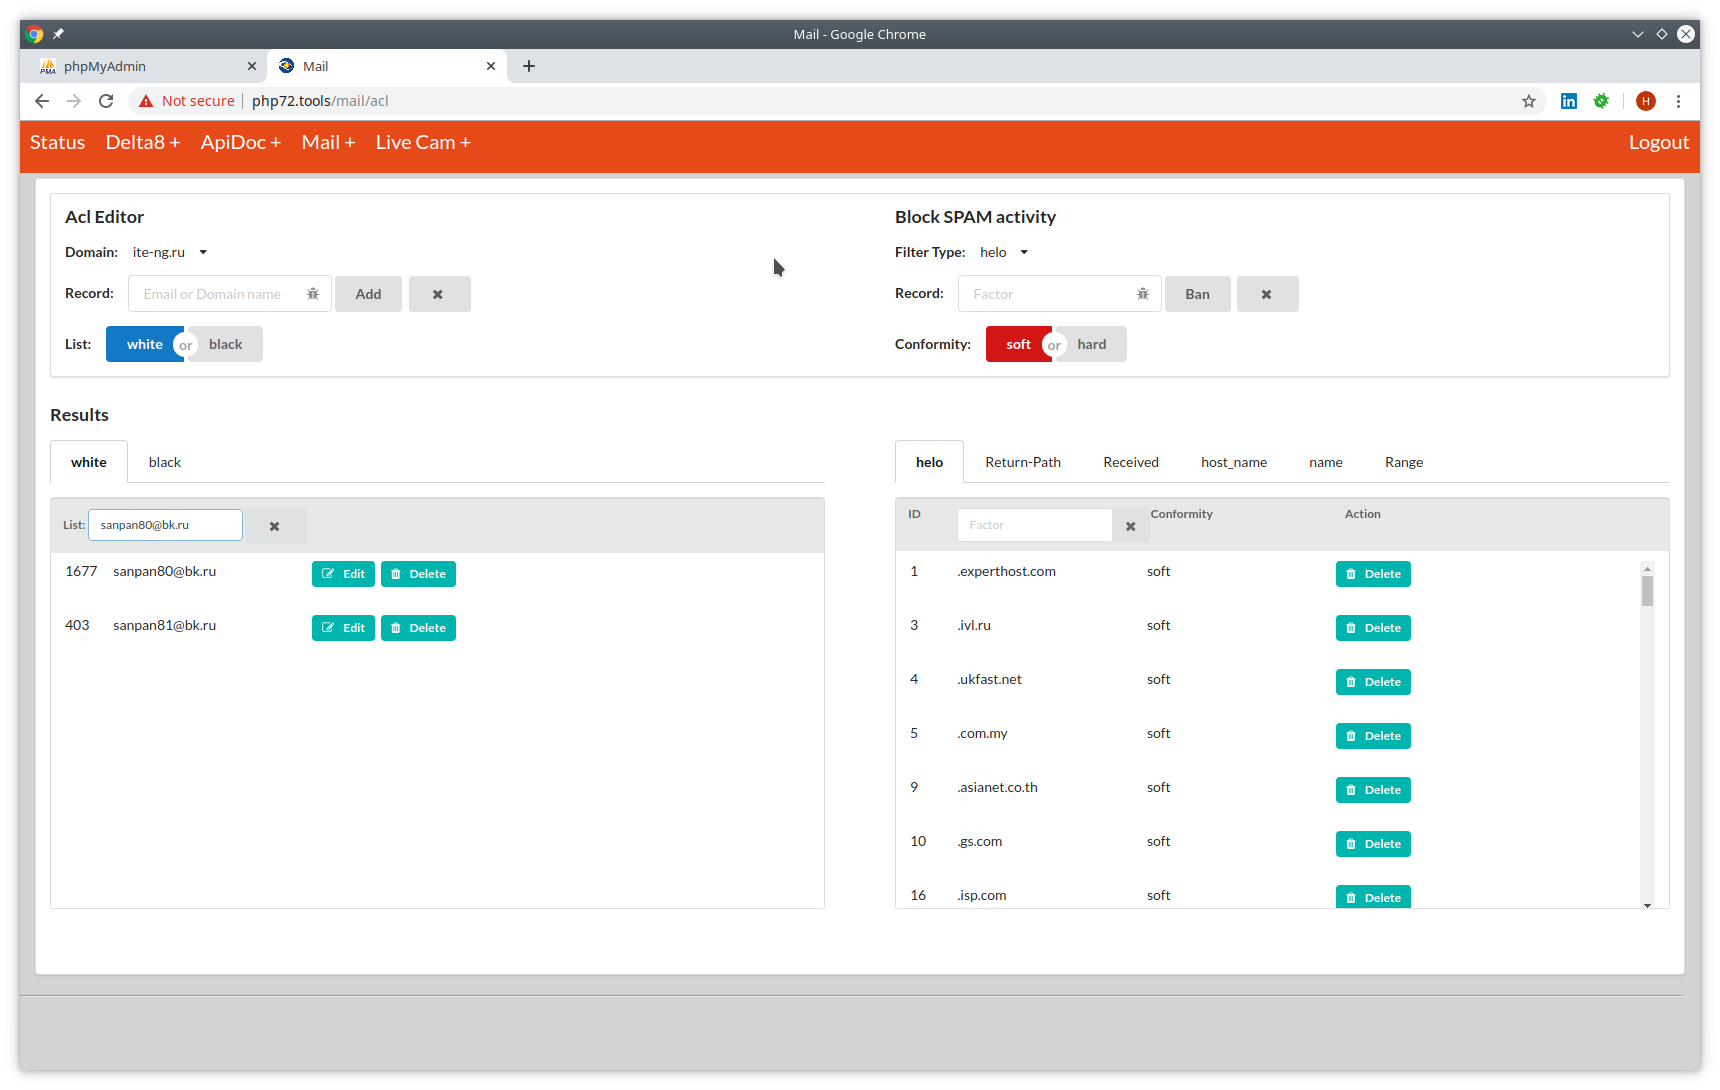 Mail - Google Chrome
PMA phpMyAdmin Mail
Not secure php72.tools/mail/acl H
Status Delta8 + ApiDoc + Mail + Live Cam + Logout
Acl Editor
Domain: ite-ng.ru
Record: Email or Domain name Add
List: white or black
Block SPAM activity
Filter Type: helo
Record: Factor Ban
Conformity: soft or hard
Results
white black
List: sanpan80@bk.ru
1677 sanpan80@bk.ru Edit Delete
403 sanpan81@bk.ru Edit Delete
helo Return-Path Received host_name name Range
ID Factor Conformity Action
1 .experthost.com soft Delete
3 .ivl.ru soft Delete
4 .ukfast.net soft Delete
5 .com.my soft Delete
9 .asianet.co.th soft Delete
10 .gs.com soft Delete
16 .isp.com soft Delete